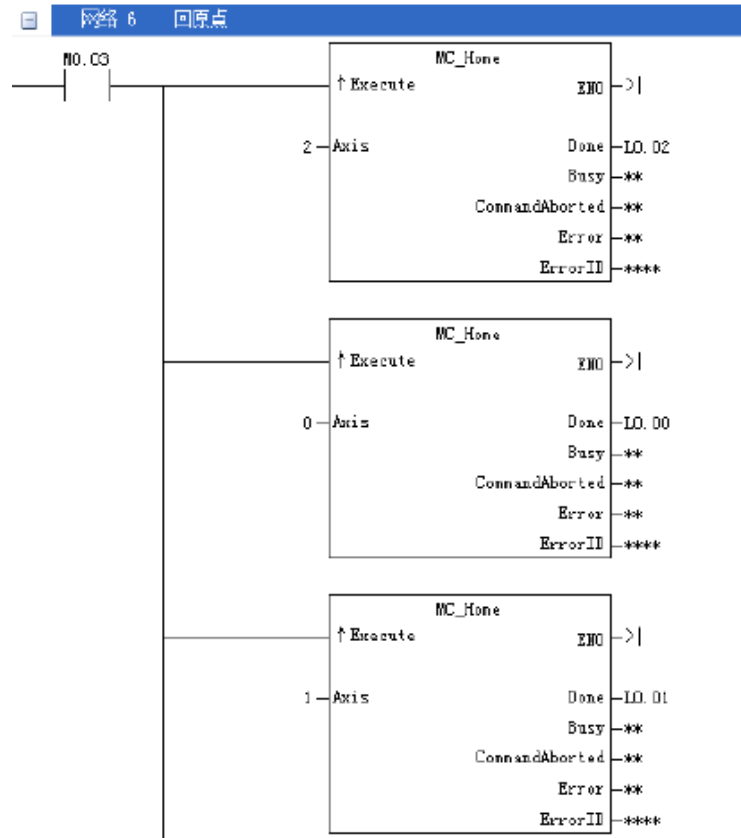 网络 6 回原点
M0.03
MC_Home
↑Execute ENO
2 Axis Done L0.02
Busy **
CommandAborted **
Error **
ErrorID ****
MC_Home
↑Execute ENO
0 Axis Done L0.00
Busy **
CommandAborted **
Error **
ErrorID ****
MC_Home
↑Execute ENO
1 Axis Done L0.01
Busy **
CommandAborted **
Error **
ErrorID ****